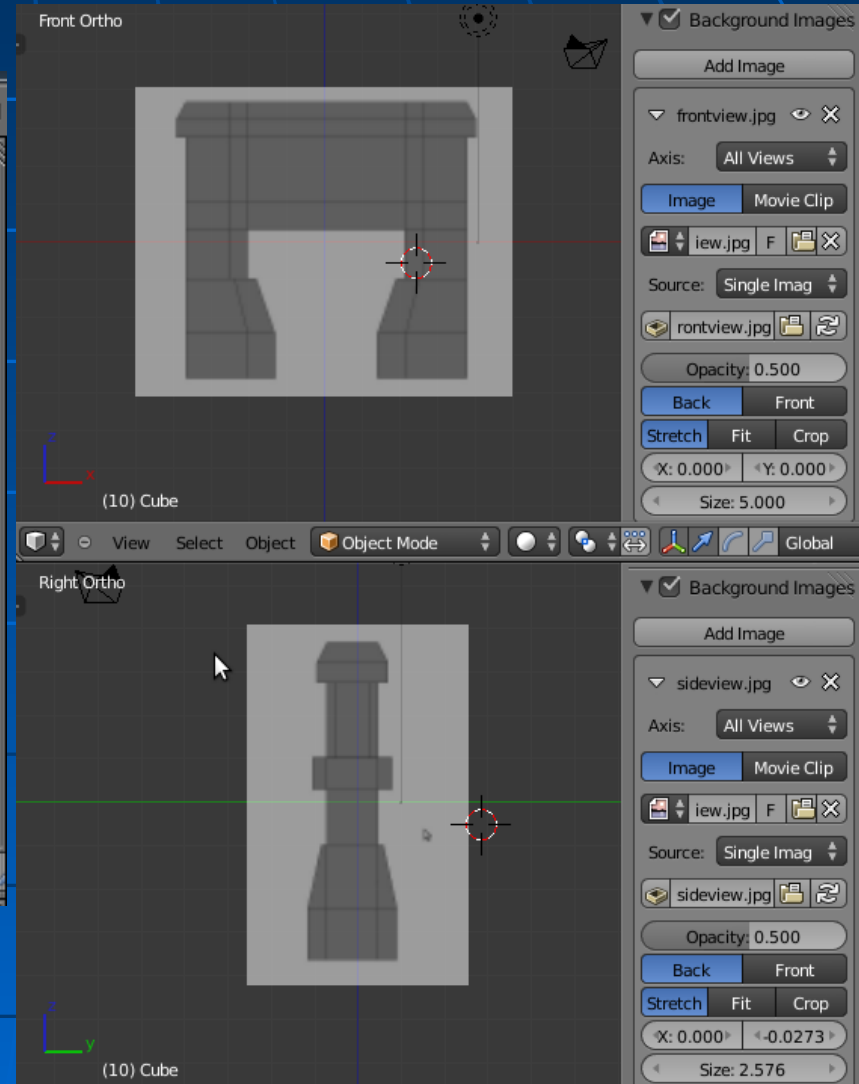 Front Ortho
Background Images
Add Image
frontview.jpg
Axis: All Views
Image Movie Clip
iew.jpg F
Source: Single Imag
rontview.jpg
Opacity: 0.500
Back Front
Stretch Fit Crop
X: 0.000 Y: 0.000
Size: 5.000
z
x
(10) Cube
View Select Object Object Mode Global
Right Ortho
Background Images
Add Image
sideview.jpg
Axis: All Views
Image Movie Clip
iew.jpg F
Source: Single Imag
sideview.jpg
Opacity: 0.500
Back Front
Stretch Fit Crop
X: 0.000 -0.0273
Size: 2.576
z
y
(10) Cube